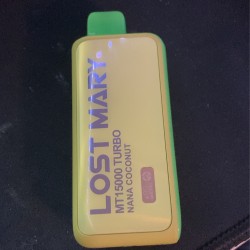 LOST MARY
MT15000 TURBO
NANA COCONUT